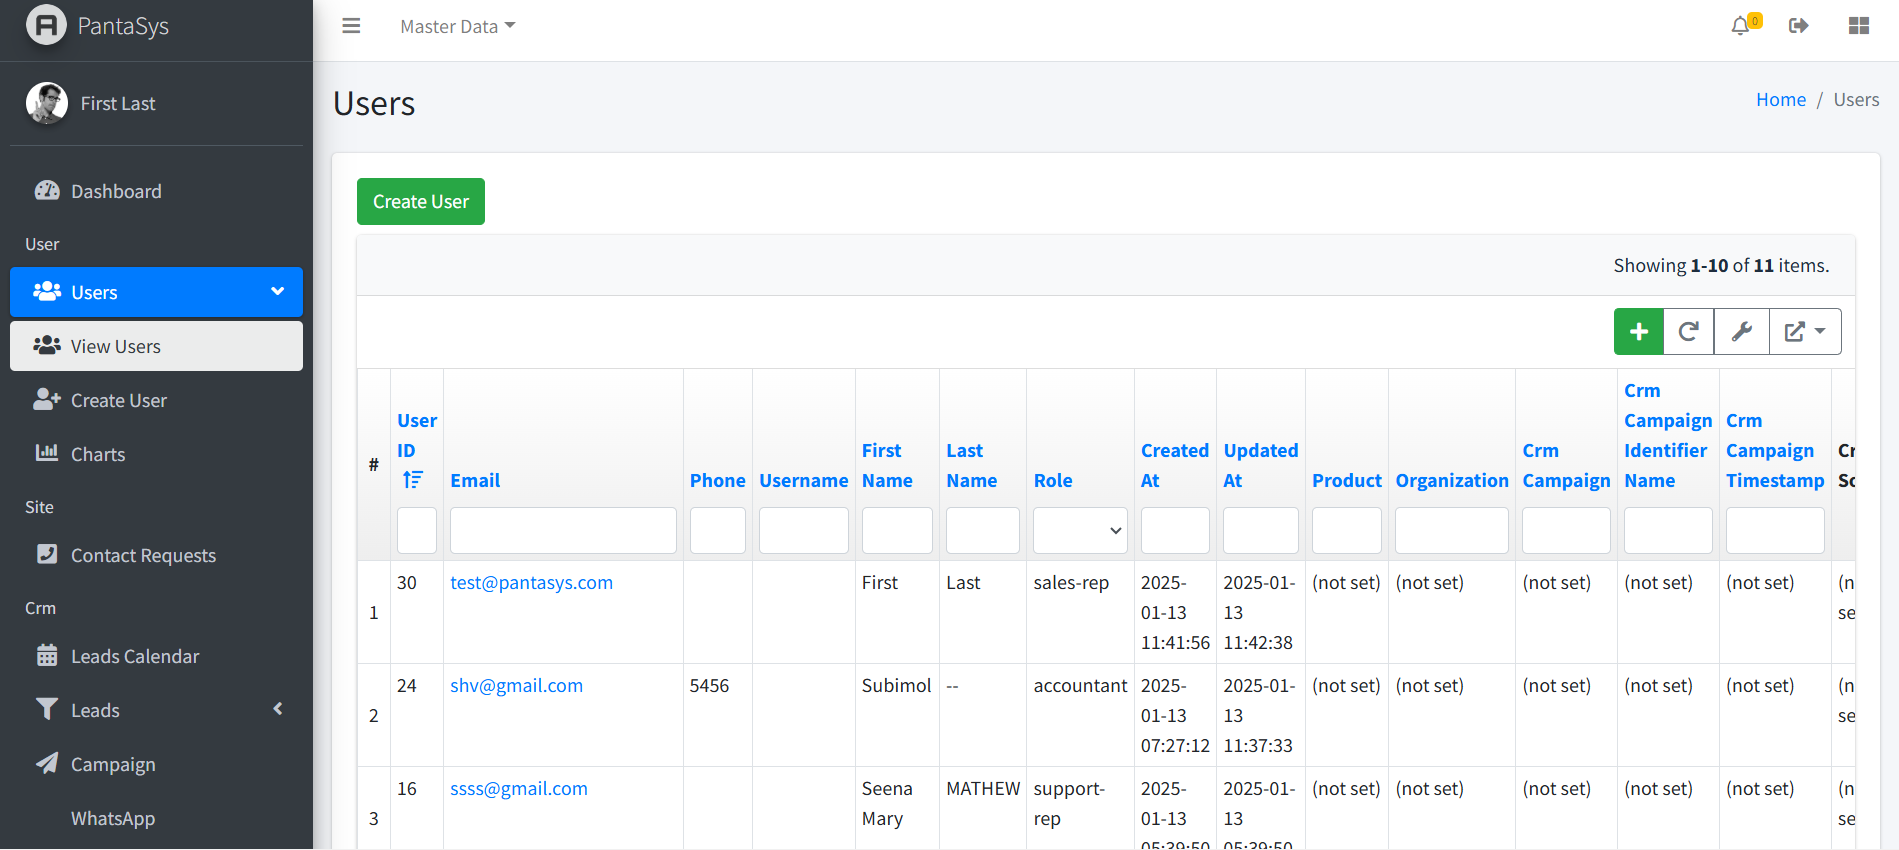 PantaSys
Master Data
0
First Last
Users
Home / Users
Dashboard
User
Users
View Users
Create User
Charts
Site
Contact Requests
Crm
Leads Calendar
Leads
Campaign
WhatsApp
Create User
Showing 1-10 of 11 items.
# User ID Email Phone Username First Name Last Name Role Created At Updated At Product Organization Crm Campaign Crm Campaign Identifier Name Crm Campaign Timestamp
1 30 test@pantasys.com First Last sales-rep 2025-01-13 11:41:56 2025-01-13 11:42:38 (not set) (not set) (not set) (not set) (not set)
2 24 shv@gmail.com 5456 Subimol -- accountant 2025-01-13 07:27:12 2025-01-13 11:37:33 (not set) (not set) (not set) (not set) (not set)
3 16 ssss@gmail.com Seena Mary MATHEW support-rep 2025-01-13 05:39:50 2025-01-13 05:39:50 (not set) (not set) (not set) (not set) (not set)